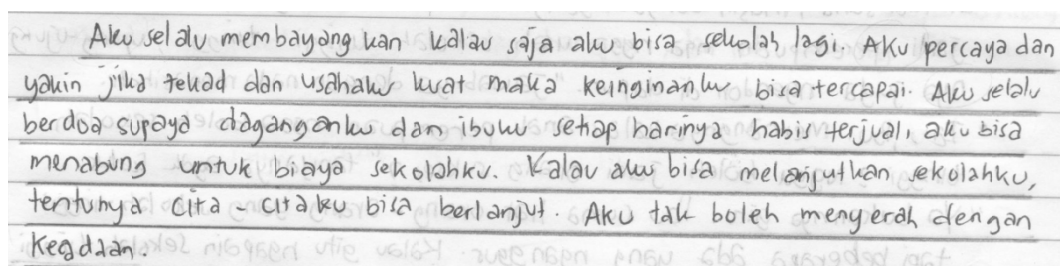 Aku selalu membayangkan kalau saja aku bisa sekolah lagi. Aku percaya dan
yakin jika tekad dan usahaku kuat maka keinginanku bisa tercapai. Aku selalu
berdoa supaya daganganku dan ibuku setiap harinya habis terjual, aku bisa
menabung untuk biaya sekolahku. Kalau aku bisa melanjutkan sekolahku,
tentunya cita-citaku bisa berlanjut. Aku tak boleh menyerah dengan
keadaan.